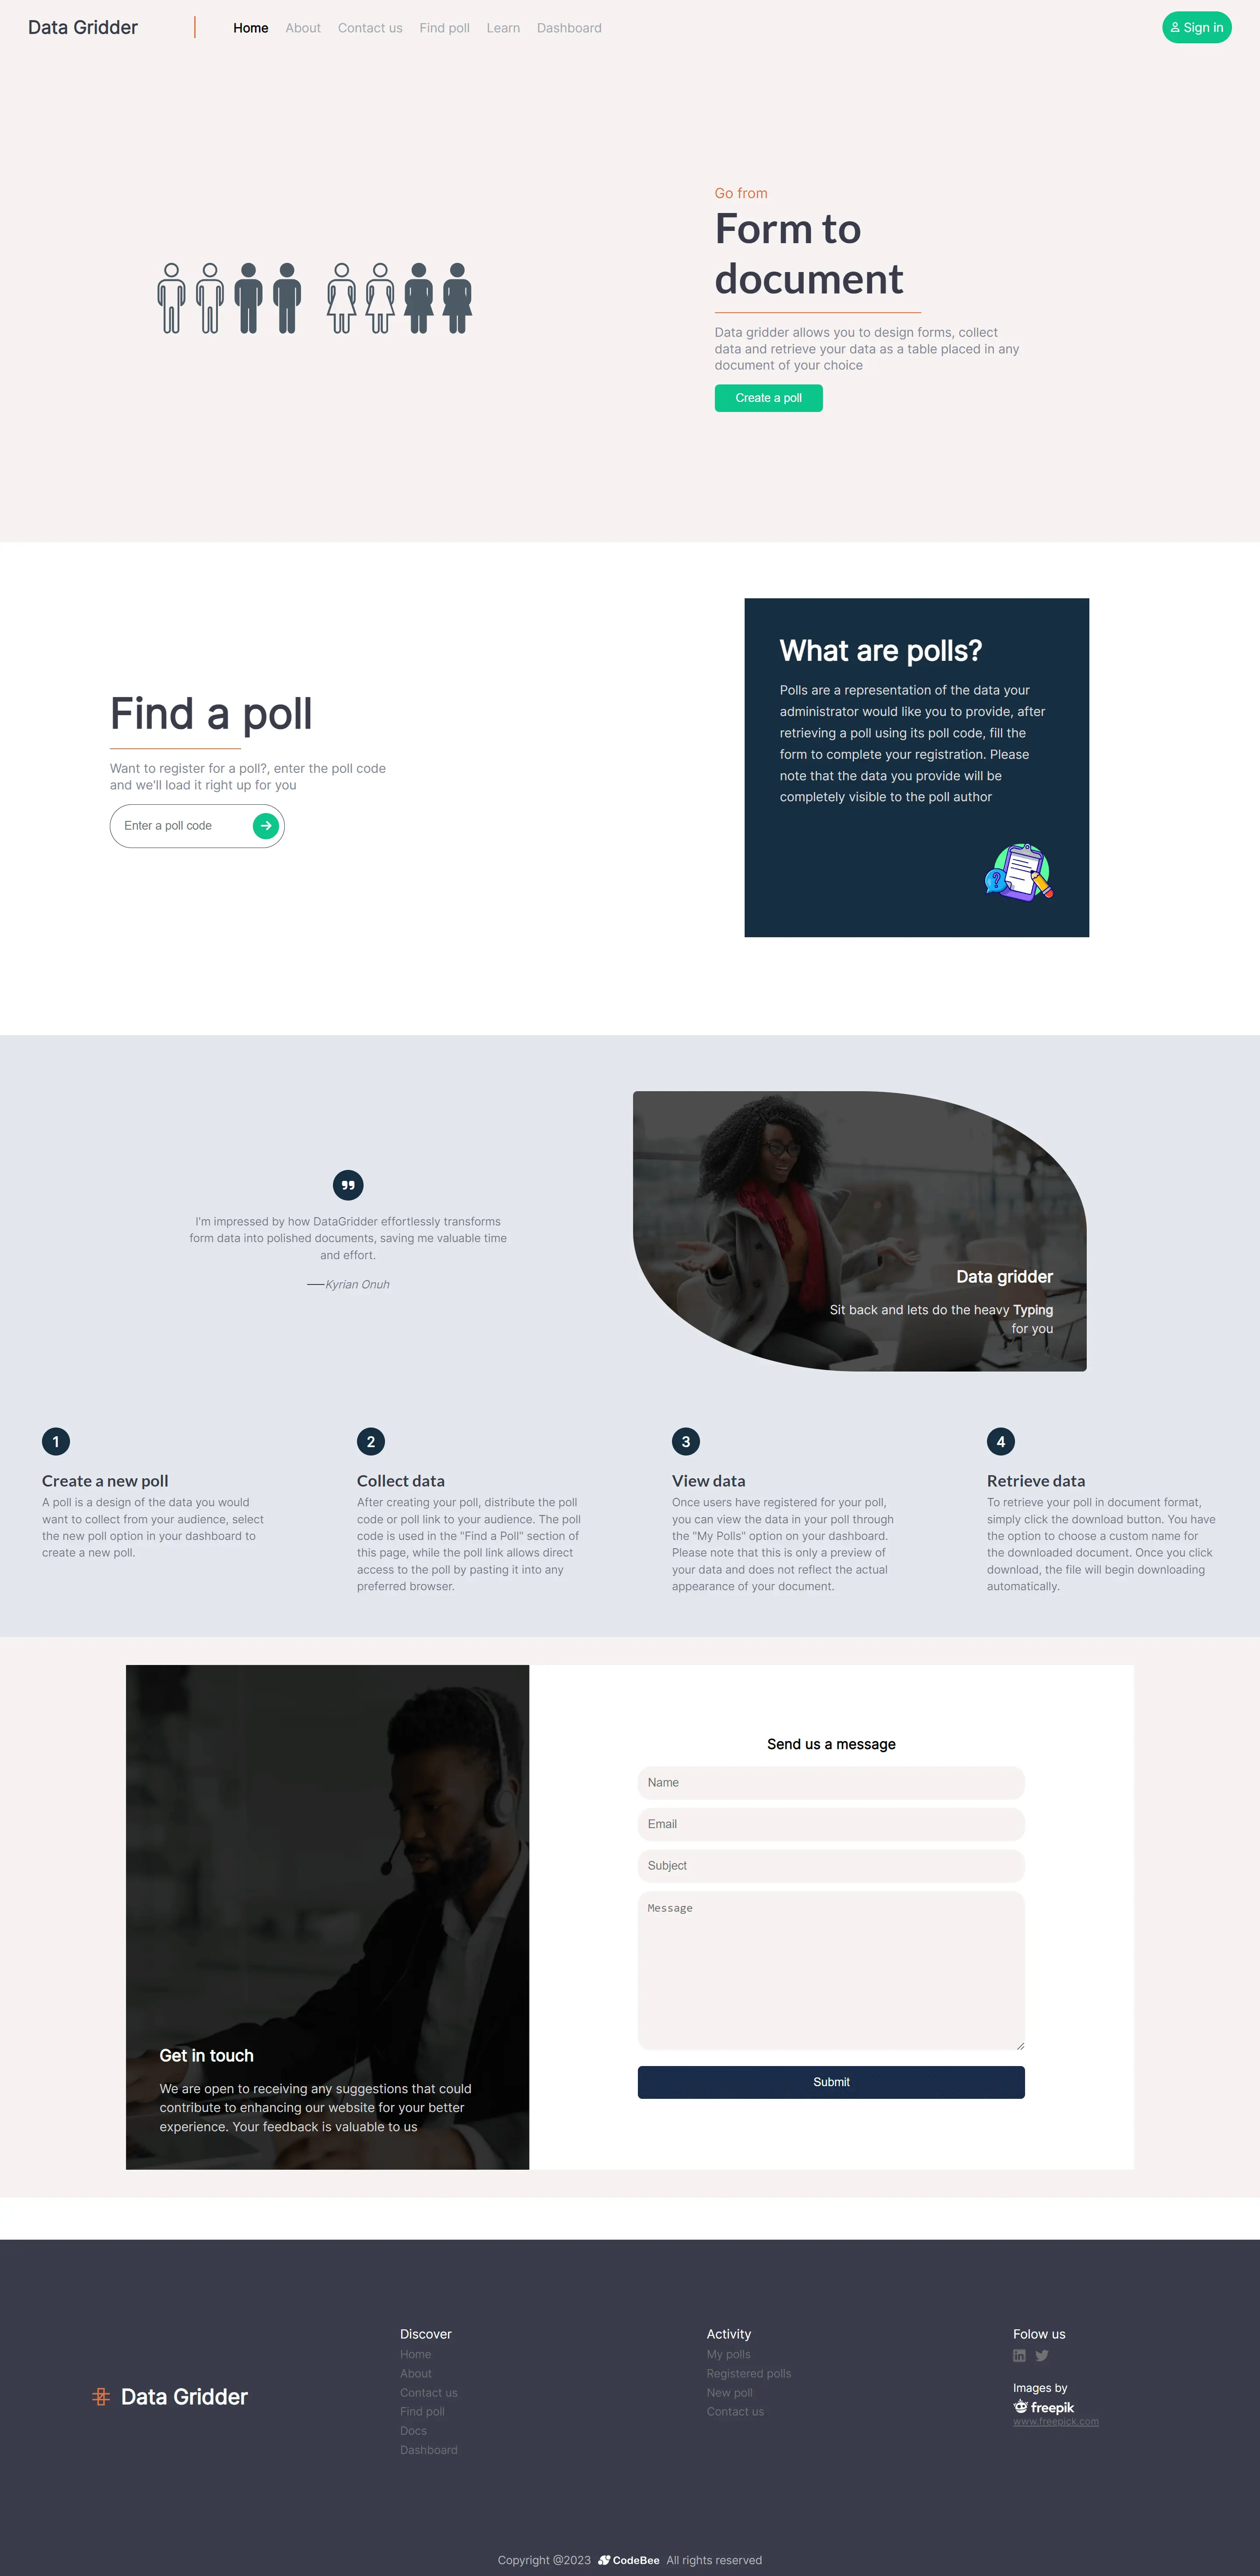 Data Gridder
Home About Contact us Find poll Learn Dashboard
Sign in
Go from
Form to
document
Data gridder allows you to design forms, collect
data and retrieve your data as a table placed in any
document of your choice
Create a poll
Find a poll
Want to register for a poll?, enter the poll code
and we'll load it right up for you
Enter a poll code
What are polls?
Polls are a representation of the data your
administrator would like you to provide, after
retrieving a poll using its poll code, fill the
form to complete your registration. Please
note that the data you provide will be
completely visible to the poll author
I'm impressed by how DataGridder effortlessly transforms
form data into polished documents, saving me valuable time
and effort.
——Kyrian Onuh
Data gridder
Sit back and lets do the heavy Typing
for you
1
Create a new poll
A poll is a design of the data you would
want to collect from your audience, select
the new poll option in your dashboard to
create a new poll.
2
Collect data
After creating your poll, distribute the poll
code or poll link to your audience. The poll
code is used in the "Find a Poll" section of
this page, while the poll link allows direct
access to the poll by pasting it into any
preferred browser.
3
View data
Once users have registered for your poll,
you can view the data in your poll through
the "My Polls" option on your dashboard.
Please note that this is only a preview of
your data and does not reflect the actual
appearance of your document.
4
Retrieve data
To retrieve your poll in document format,
simply click the download button. You have
the option to choose a custom name for
the downloaded document. Once you click
download, the file will begin downloading
automatically.
Get in touch
We are open to receiving any suggestions that could
contribute to enhancing our website for your better
experience. Your feedback is valuable to us
Send us a message
Name
Email
Subject
Message
Submit
Data Gridder
Discover
Home
About
Contact us
Find poll
Docs
Dashboard
Activity
My polls
Registered polls
New poll
Contact us
Folow us
Images by
freepik
www.freepick.com
Copyright @2023 CodeBee All rights reserved